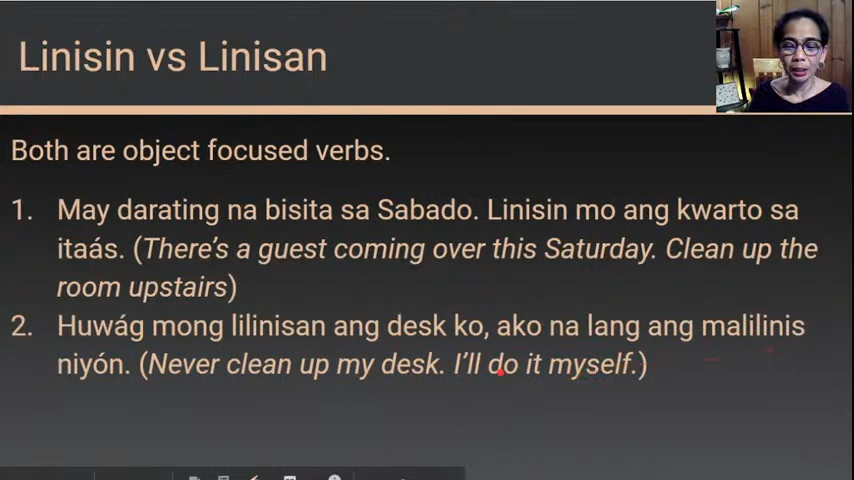 Linisin vs Linisan
Both are object focused verbs.
1. May darating na bisita sa Sabado. Linisin mo ang kwarto sa
itaás. (There's a guest coming over this Saturday. Clean up the
room upstairs)
2. Huwág mong lilinisan ang desk ko, ako na lang ang malilinis
niyón. (Never clean up my desk. I'll do it myself.)